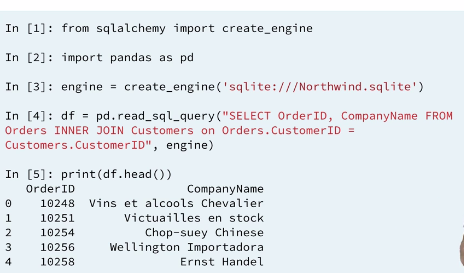 In [1]: from sqlalchemy import create_engine
In [2]: import pandas as pd
In [3]: engine = create_engine('sqlite:///Northwind.sqlite')
In [4]: df = pd.read_sql_query("SELECT OrderID, CompanyName FROM
Orders INNER JOIN Customers on Orders.CustomerID =
Customers.CustomerID", engine)
In [5]: print(df.head())
OrderID CompanyName
0 10248 Vins et alcools Chevalier
1 10251 Victuailles en stock
2 10254 Chop-suey Chinese
3 10256 Wellington Importadora
4 10258 Ernst Handel